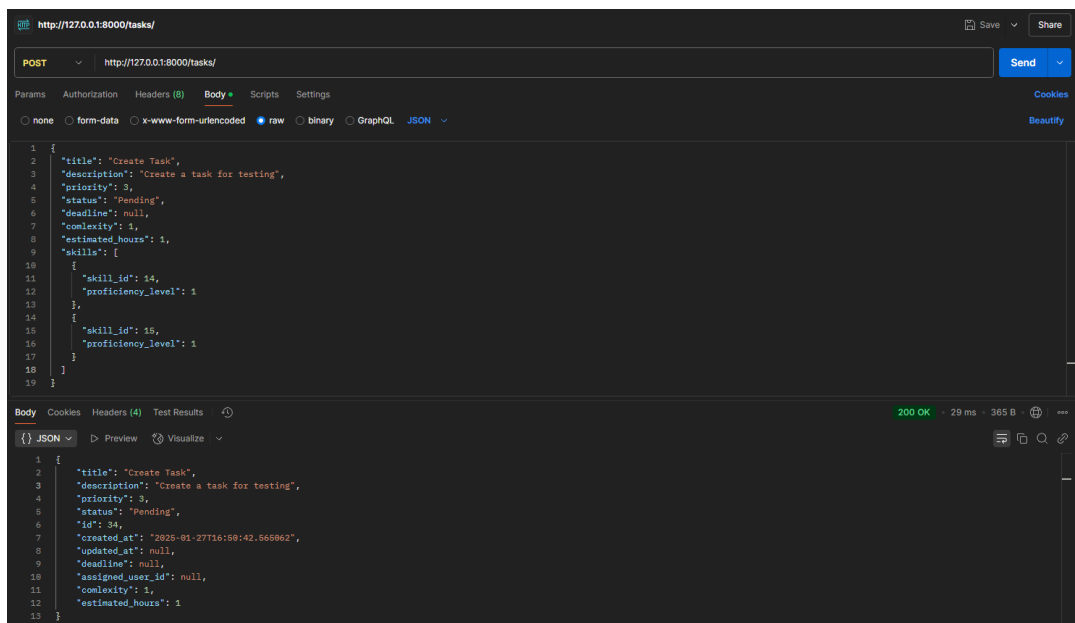 HTTP http://127.0.0.1:8000/tasks/ Save Share
POST http://127.0.0.1:8000/tasks/ Send
Params Authorization Headers (8) Body Scripts Settings Cookies
none form-data x-www-form-urlencoded raw binary GraphQL JSON Beautify
1 {
2 "title": "Create Task",
3 "description": "Create a task for testing",
4 "priority": 3,
5 "status": "Pending",
6 "deadline": null,
7 "comlexity": 1,
8 "estimated_hours": 1,
9 "skills": [
10 {
11 "skill_id": 14,
12 "proficiency_level": 1
13 },
14 {
15 "skill_id": 15,
16 "proficiency_level": 1
17 }
18 ]
19 }
Body Cookies Headers (4) Test Results 200 OK 29 ms 365 B
{} JSON Preview Visualize
1 {
2 "title": "Create Task",
3 "description": "Create a task for testing",
4 "priority": 3,
5 "status": "Pending",
6 "id": 34,
7 "created_at": "2025-01-27T16:50:42.565062",
8 "updated_at": null,
9 "deadline": null,
10 "assigned_user_id": null,
11 "comlexity": 1,
12 "estimated_hours": 1
13 }